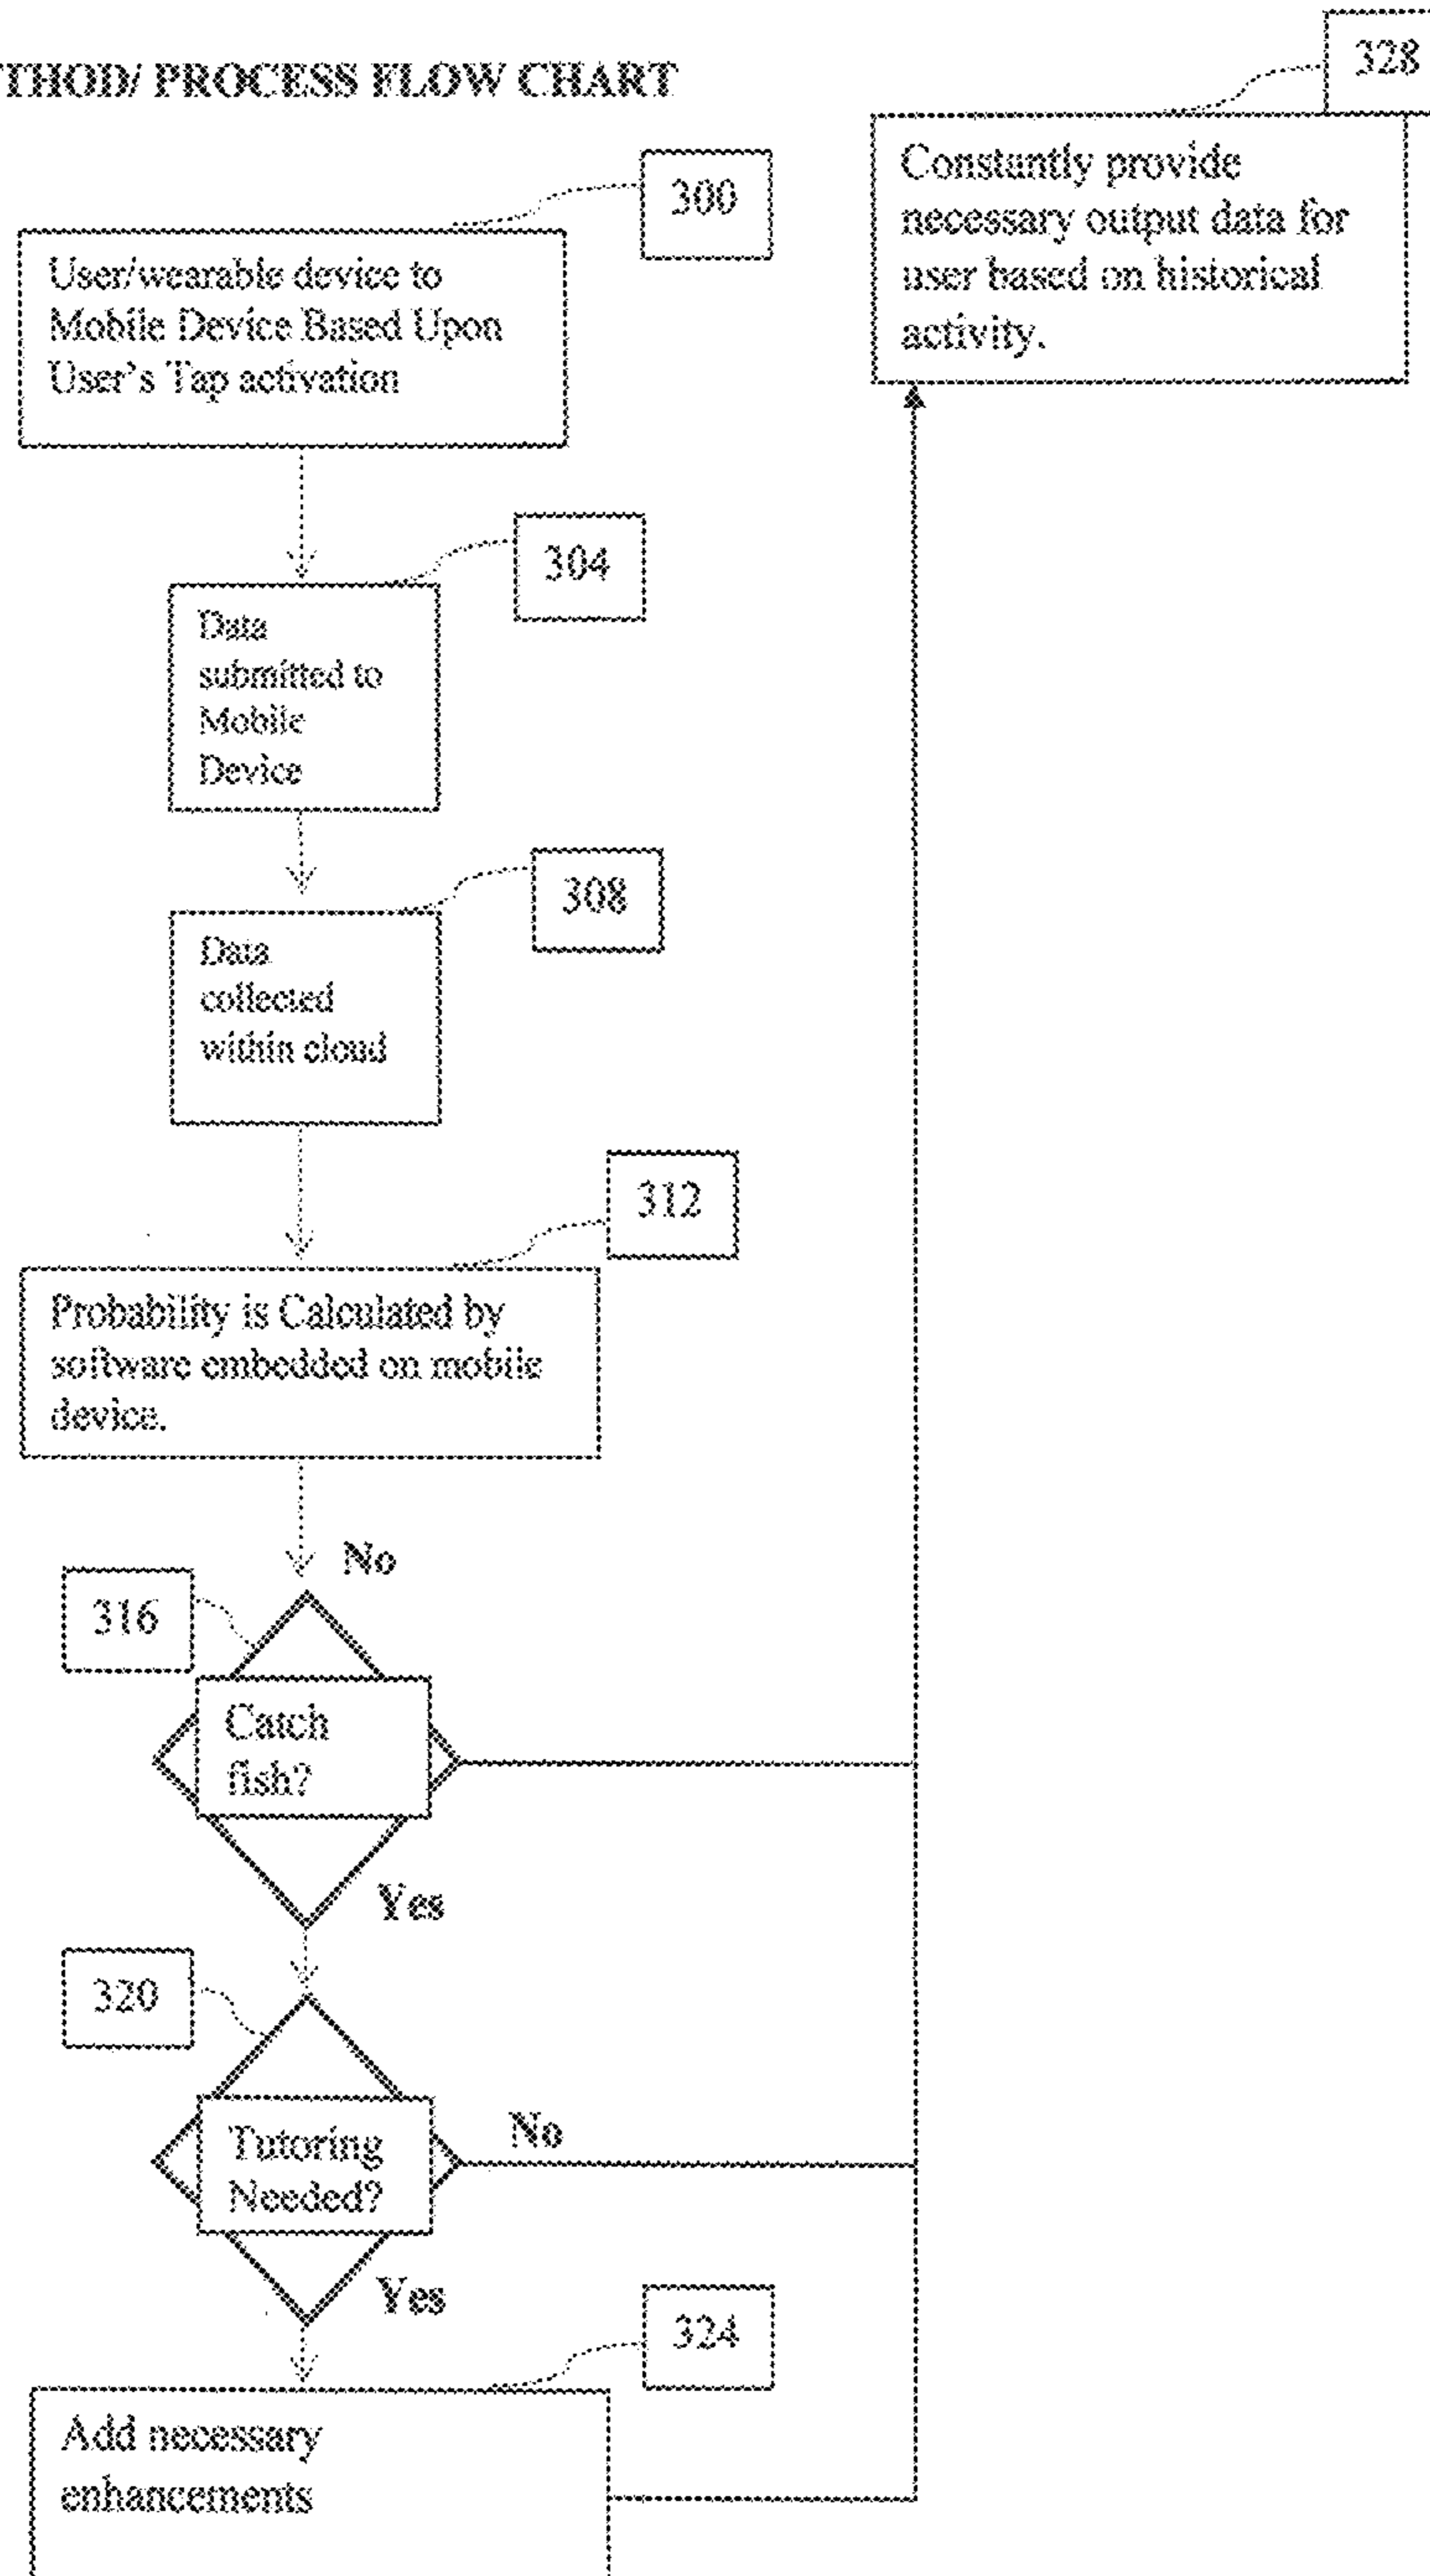 THOD/ PROCESS FLOW CHART
328
Constantly provide
necessary output data for
user based on historical
activity.
300
User/wearable device to
Mobile Device Based Upon
User's Tap activation
304
Data
submitted to
Mobile
Device
308
Data
collected
within cloud
312
Probability is Calculated by
software embedded on mobile
device.
No
316
Catch
fish?
Yes
320
Tutoring
Needed?
No
Yes
324
Add necessary
enhancements